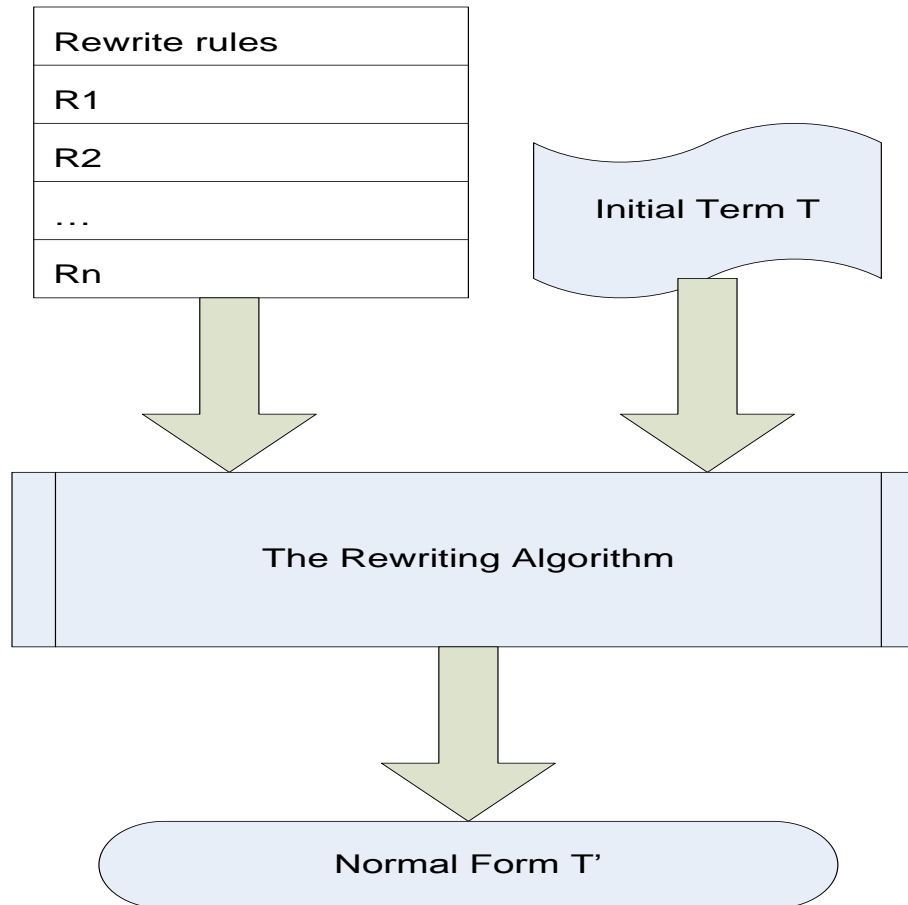 Rewrite rules
R1
R2
...
Rn
Initial Term T
The Rewriting Algorithm
Normal Form T’